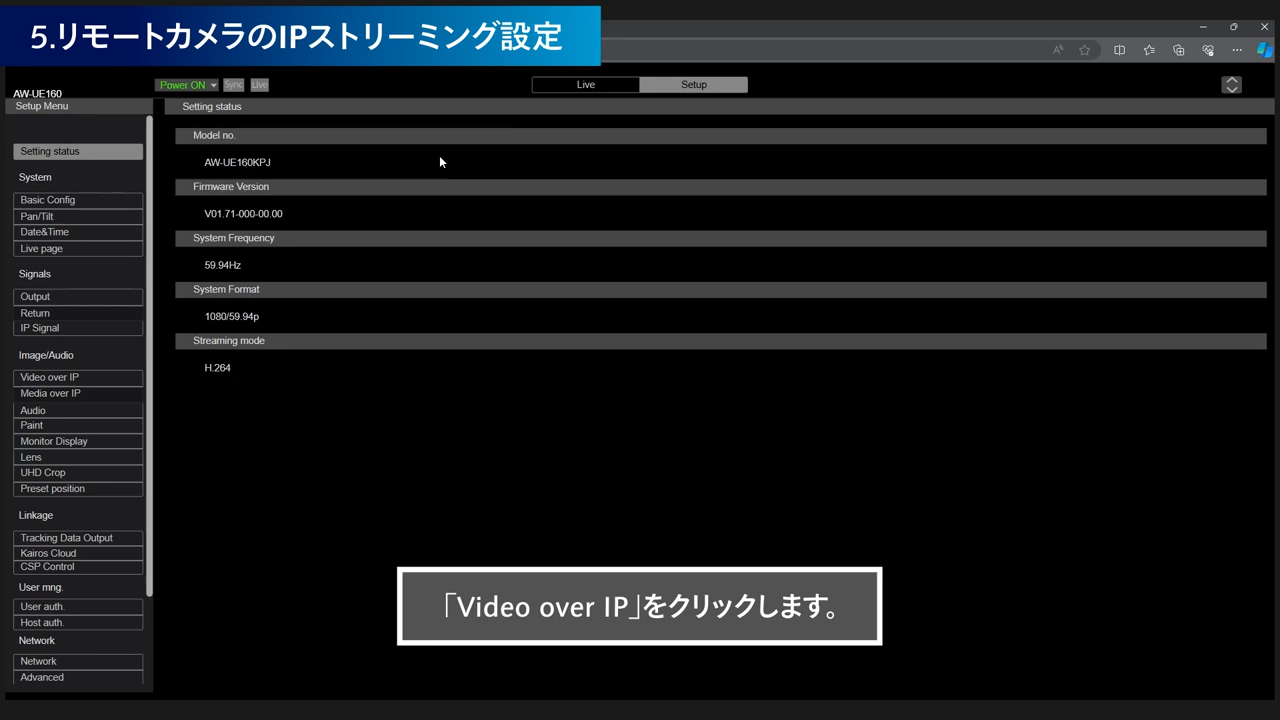 5.リモートカメラのIPストリーミング設定
AW-UE160
Power ON
Sync
Live
Live
Setup
Setup Menu
Setting status
System
Basic Config
Pan/Tilt
Date&Time
Live page
Signals
Output
Return
IP Signal
Image/Audio
Video over IP
Media over IP
Audio
Paint
Monitor Display
Lens
UHD Crop
Preset position
Linkage
Tracking Data Output
Kairos Cloud
CSP Control
User mng.
User auth.
Host auth.
Network
Network
Advanced
Setting status
Model no.
AW-UE160KPJ
Firmware Version
V01.71-000-00.00
System Frequency
59.94Hz
System Format
1080/59.94p
Streaming mode
H.264
「Video over IP」をクリックします。